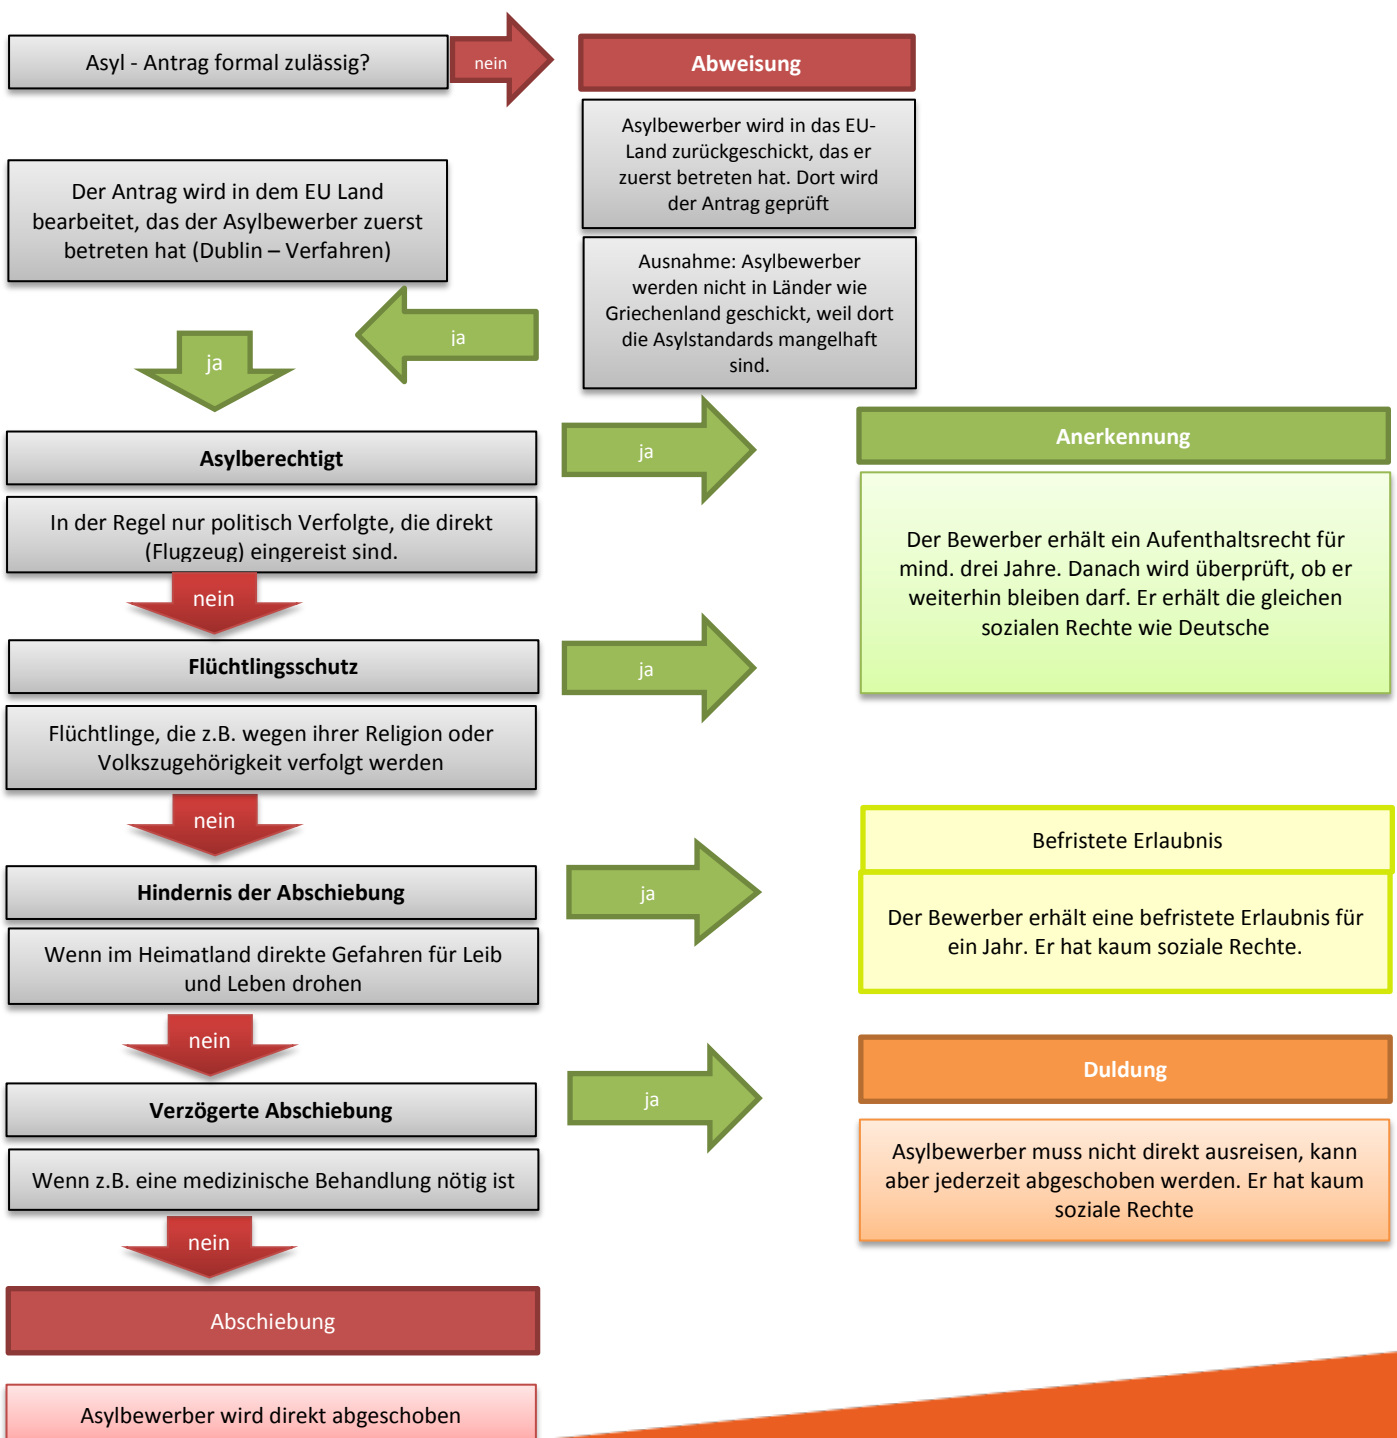 Asyl - Antrag formal zulässig?
nein
Abweisung
Asylbewerber wird in das EU-
Land zurückgeschickt, das er
zuerst betreten hat. Dort wird
der Antrag geprüft
Der Antrag wird in dem EU Land
bearbeitet, das der Asylbewerber zuerst
betreten hat (Dublin – Verfahren)
Ausnahme: Asylbewerber
werden nicht in Länder wie
Griechenland geschickt, weil dort
die Asylstandards mangelhaft
sind.
ja
ja
Asylberechtigt
In der Regel nur politisch Verfolgte, die direkt
(Flugzeug) eingereist sind.
ja
Anerkennung
Der Bewerber erhält ein Aufenthaltsrecht für
mind. drei Jahre. Danach wird überprüft, ob er
weiterhin bleiben darf. Er erhält die gleichen
sozialen Rechte wie Deutsche
nein
Flüchtlingsschutz
Flüchtlinge, die z.B. wegen ihrer Religion oder
Volkszugehörigkeit verfolgt werden
ja
nein
Hindernis der Abschiebung
Wenn im Heimatland direkte Gefahren für Leib
und Leben drohen
ja
Befristete Erlaubnis
Der Bewerber erhält eine befristete Erlaubnis für
ein Jahr. Er hat kaum soziale Rechte.
nein
Verzögerte Abschiebung
Wenn z.B. eine medizinische Behandlung nötig ist
ja
Duldung
Asylbewerber muss nicht direkt ausreisen, kann
aber jederzeit abgeschoben werden. Er hat kaum
soziale Rechte
nein
Abschiebung
Asylbewerber wird direkt abgeschoben